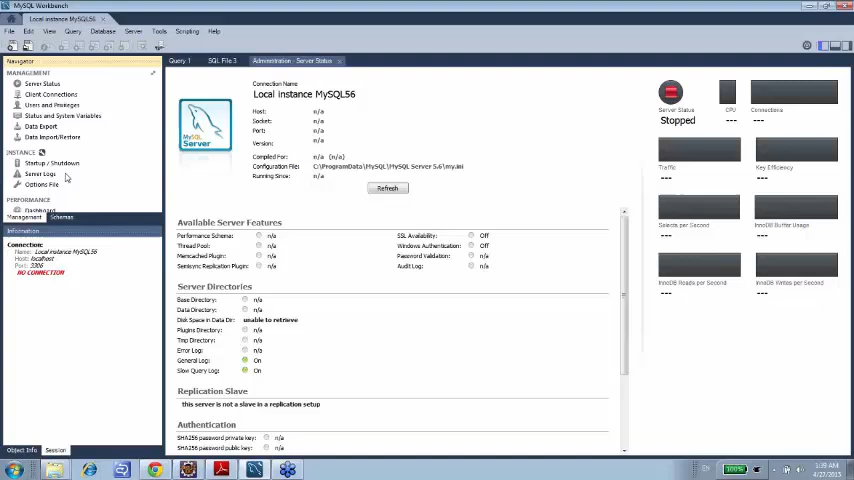 MySQL Workbench
Local instance MySQL56
File Edit View Query Database Server Tools Scripting Help
Navigator
MANAGEMENT
Server Status
Client Connections
Users and Privileges
Status and System Variables
Data Export
Data Import/Restore
INSTANCE
Startup / Shutdown
Server Logs
Options File
PERFORMANCE
Dashboard
Management Schemas
Information
Connection:
Name: Local instance MySQL56
Host: localhost
Port: 3306
NO CONNECTION
Object Info Session
Query 1 SQL File 3 Administration - Server Status
MySQL
Server
Connection Name
Local instance MySQL56
Host: n/a
Socket: n/a
Port: n/a
Version: n/a
Compiled For: n/a (n/a)
Configuration File: C:\ProgramData\MySQL\MySQL Server 5.6\my.ini
Running Since: n/a
Refresh
Available Server Features
Performance Schema: n/a SSL Availability: Off
Thread Pool: n/a Windows Authentication: Off
Memcached Plugin: n/a Password Validation: n/a
Semisync Replication Plugin: n/a Audit Log: n/a
Server Directories
Base Directory: n/a
Data Directory: n/a
Disk Space in Data Dir: unable to retrieve
Plugins Directory: n/a
Tmp Directory: n/a
Error Log: n/a
General Log: On
Slow Query Log: On
Replication Slave
this server is not a slave in a replication setup
Authentication
SHA256 password private key: n/a
SHA256 password public key: n/a
Server Status CPU Connections
Stopped --- ---
Traffic Key Efficiency
--- ---
Selects per Second InnoDB Buffer Usage
--- ---
InnoDB Reads per Second InnoDB Writes per Second
--- ---
EN 100% 1:39 AM
4/27/2015